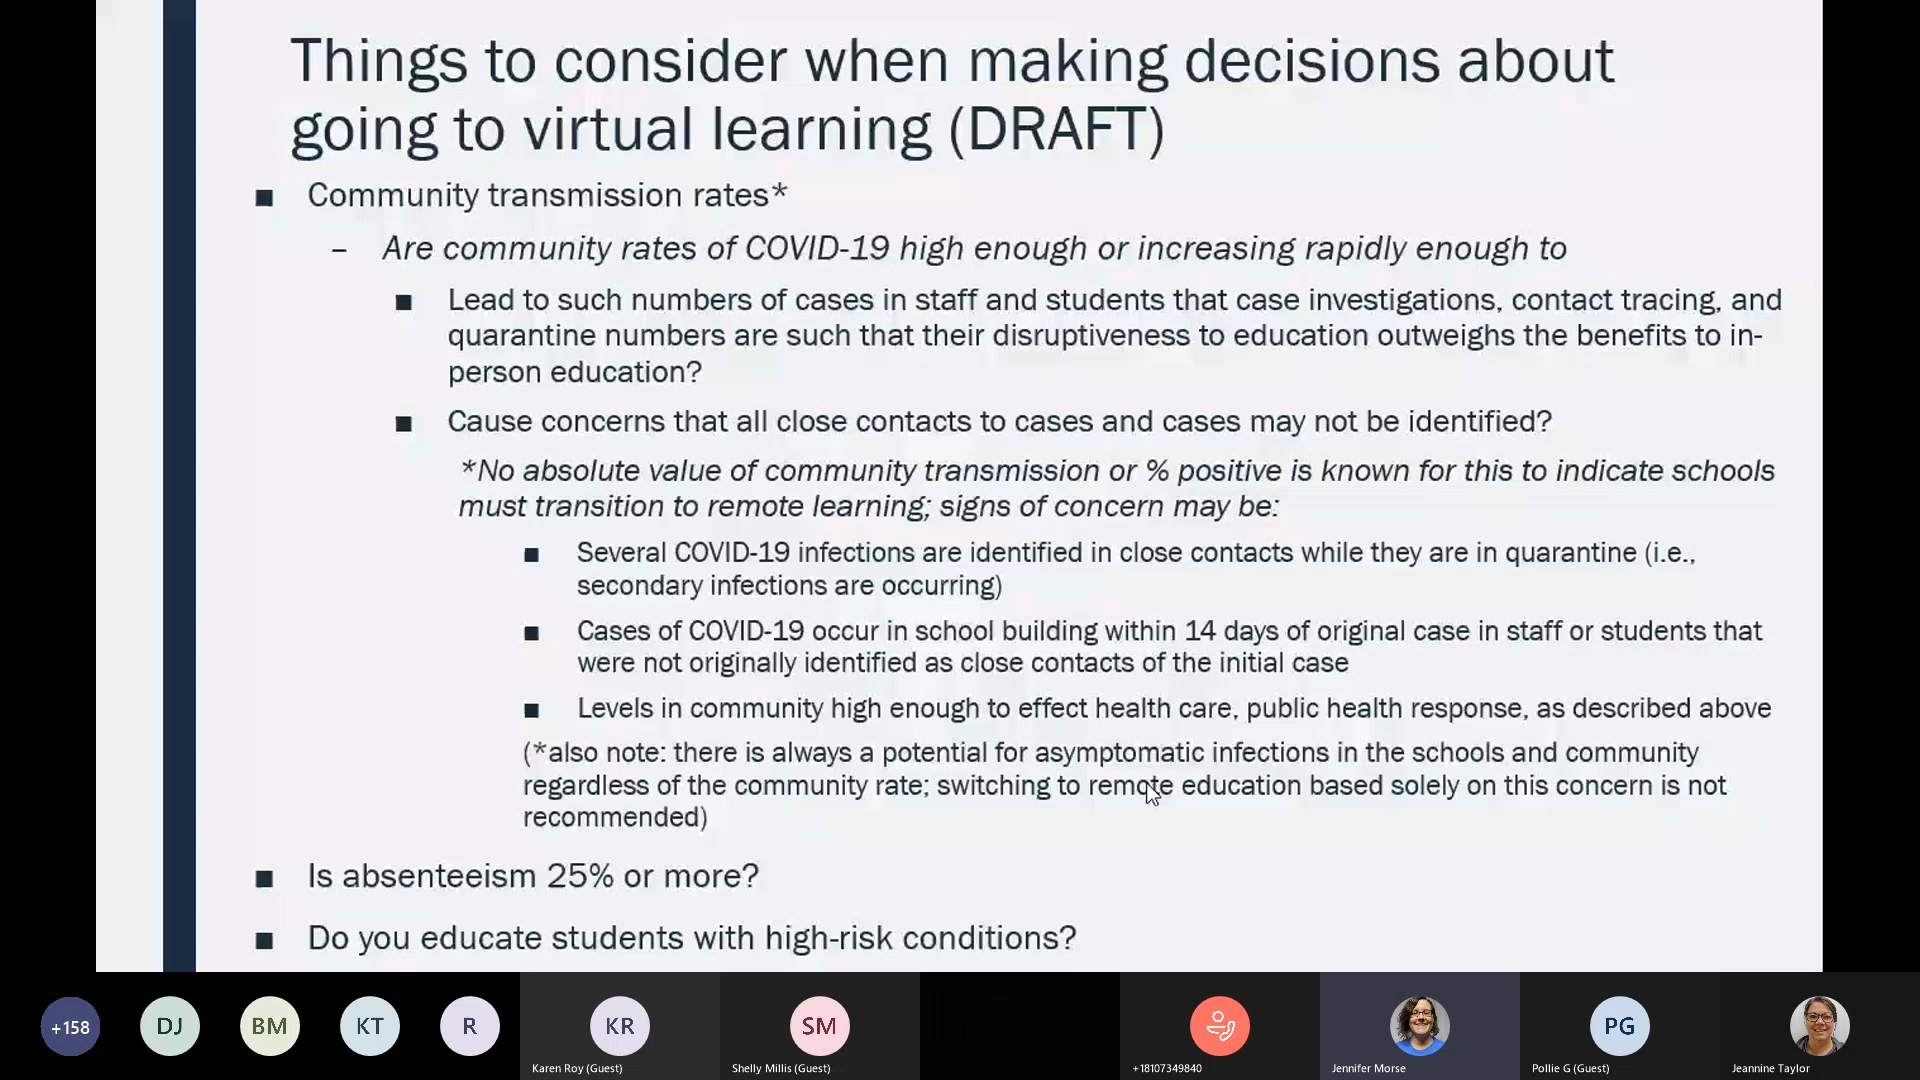 Things to consider when making decisions about
going to virtual learning (DRAFT)
■ Community transmission rates*
– Are community rates of COVID-19 high enough or increasing rapidly enough to
■ Lead to such numbers of cases in staff and students that case investigations, contact tracing, and
quarantine numbers are such that their disruptiveness to education outweighs the benefits to in-
person education?
■ Cause concerns that all close contacts to cases and cases may not be identified?
*No absolute value of community transmission or % positive is known for this to indicate schools
must transition to remote learning; signs of concern may be:
■ Several COVID-19 infections are identified in close contacts while they are in quarantine (i.e.,
secondary infections are occurring)
■ Cases of COVID-19 occur in school building within 14 days of original case in staff or students that
were not originally identified as close contacts of the initial case
■ Levels in community high enough to effect health care, public health response, as described above
(*also note: there is always a potential for asymptomatic infections in the schools and community
regardless of the community rate; switching to remote education based solely on this concern is not
recommended)
■ Is absenteeism 25% or more?
■ Do you educate students with high-risk conditions?
+158 DJ BM KT R KR SM PG
Karen Roy (Guest) Shelly Millis (Guest) +18107349840 Jennifer Morse Pollie G (Guest) Jeannine Taylor